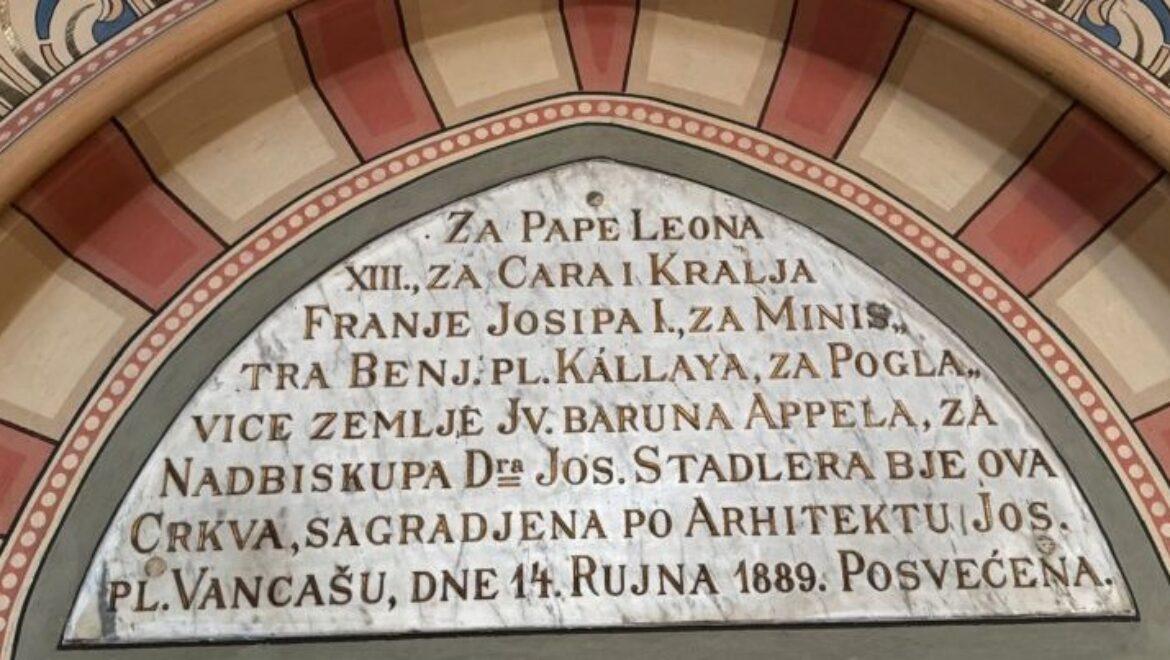 Za Pape Leona
XIII., za Cara i Kralja
Franje Josipa I., za Minis„
tra Benj. pl. Kállaya, za Pogla„
vice zemlje Jv. baruna Appela, za
Nadbiskupa Dra Jos. Stadlera bje ova
Crkva, sagradjena po Arhitektu Jos.
pl. Vancašu, dne 14. Rujna 1889. Posvećena.